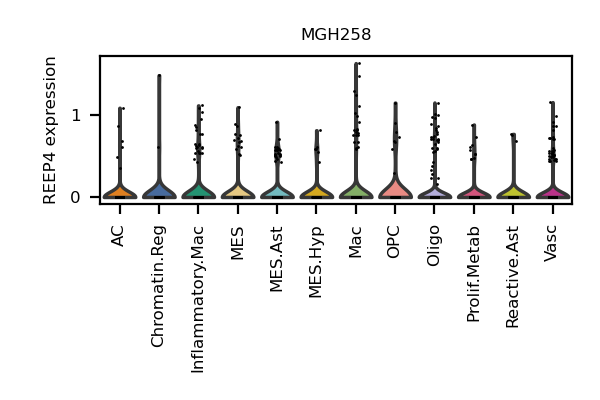 MGH258
REEP4 expression
1
0
AC
Chromatin.Reg
Inflammatory.Mac
MES
MES.Ast
MES.Hyp
Mac
OPC
Oligo
Prolif.Metab
Reactive.Ast
Vasc